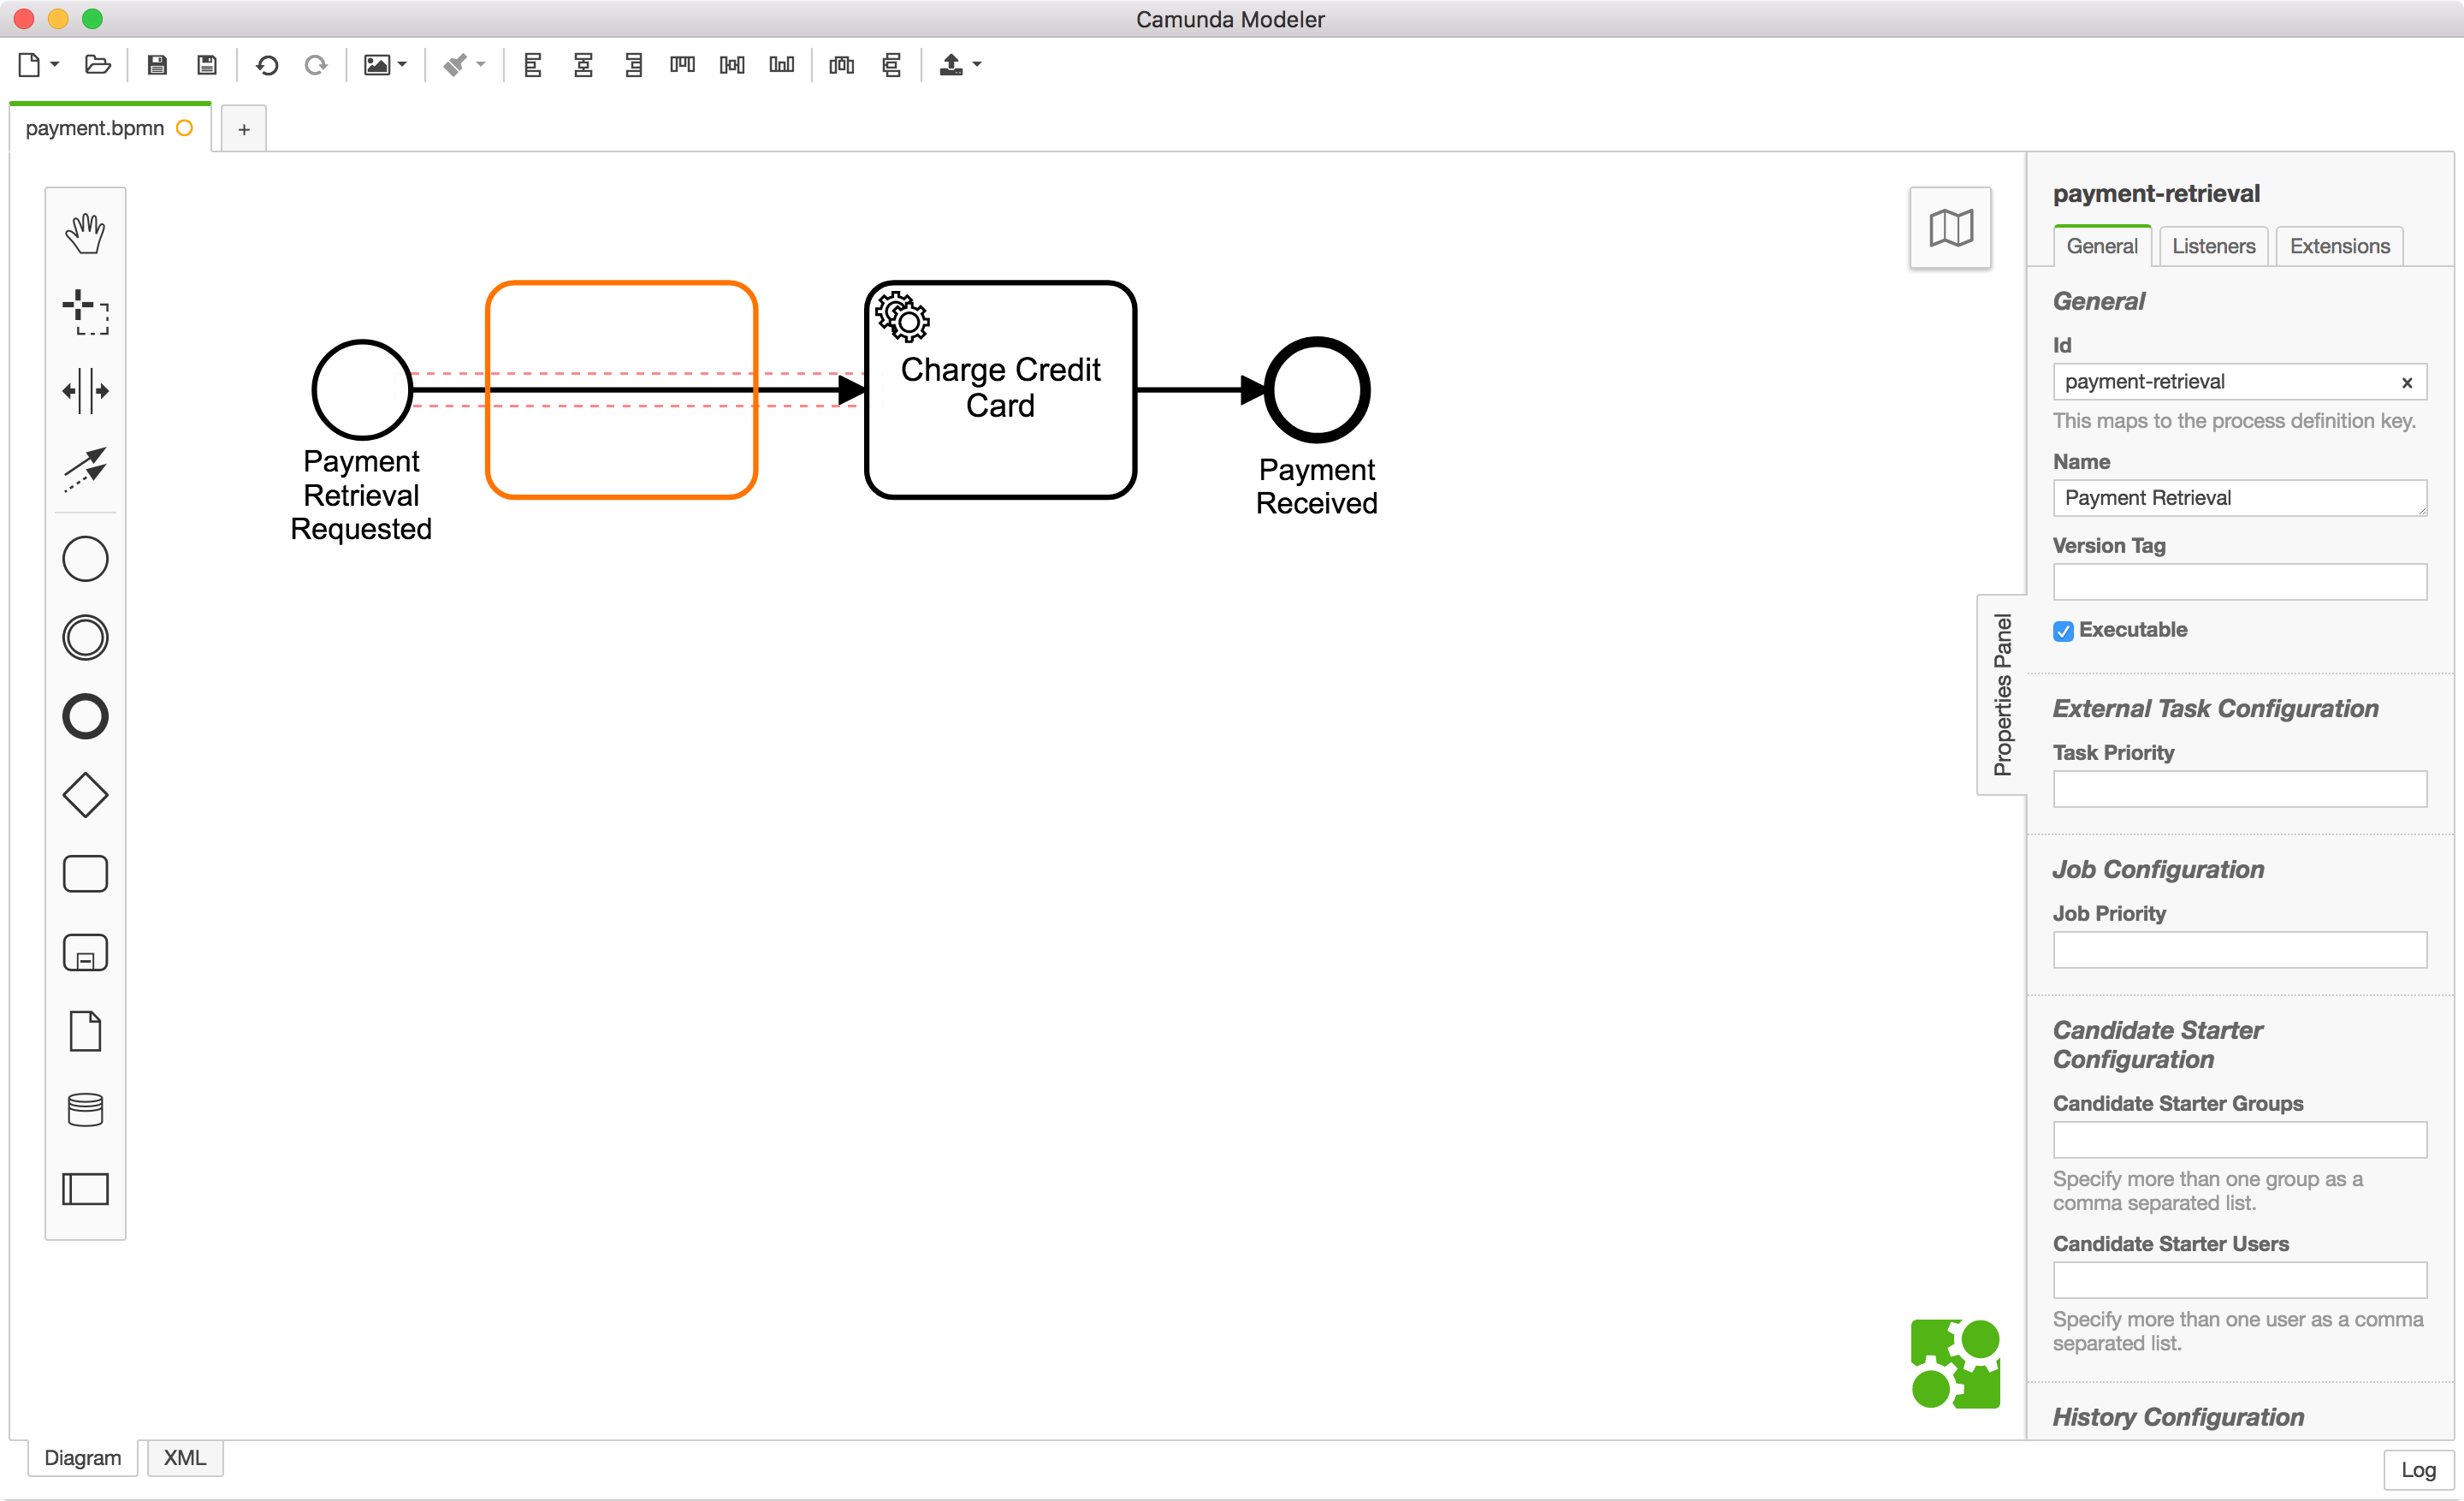 Camunda Modeler
payment.bpmn
+
payment-retrieval
General Listeners Extensions
General
Id
payment-retrieval x
This maps to the process definition key.
Name
Payment Retrieval
Version Tag
Executable
External Task Configuration
Task Priority
Job Configuration
Job Priority
Candidate Starter
Configuration
Candidate Starter Groups
Specify more than one group as a
comma separated list.
Candidate Starter Users
Specify more than one user as a comma
separated list.
History Configuration
Properties Panel
Payment
Retrieval
Requested
Charge Credit
Card
Payment
Received
Diagram XML
Log